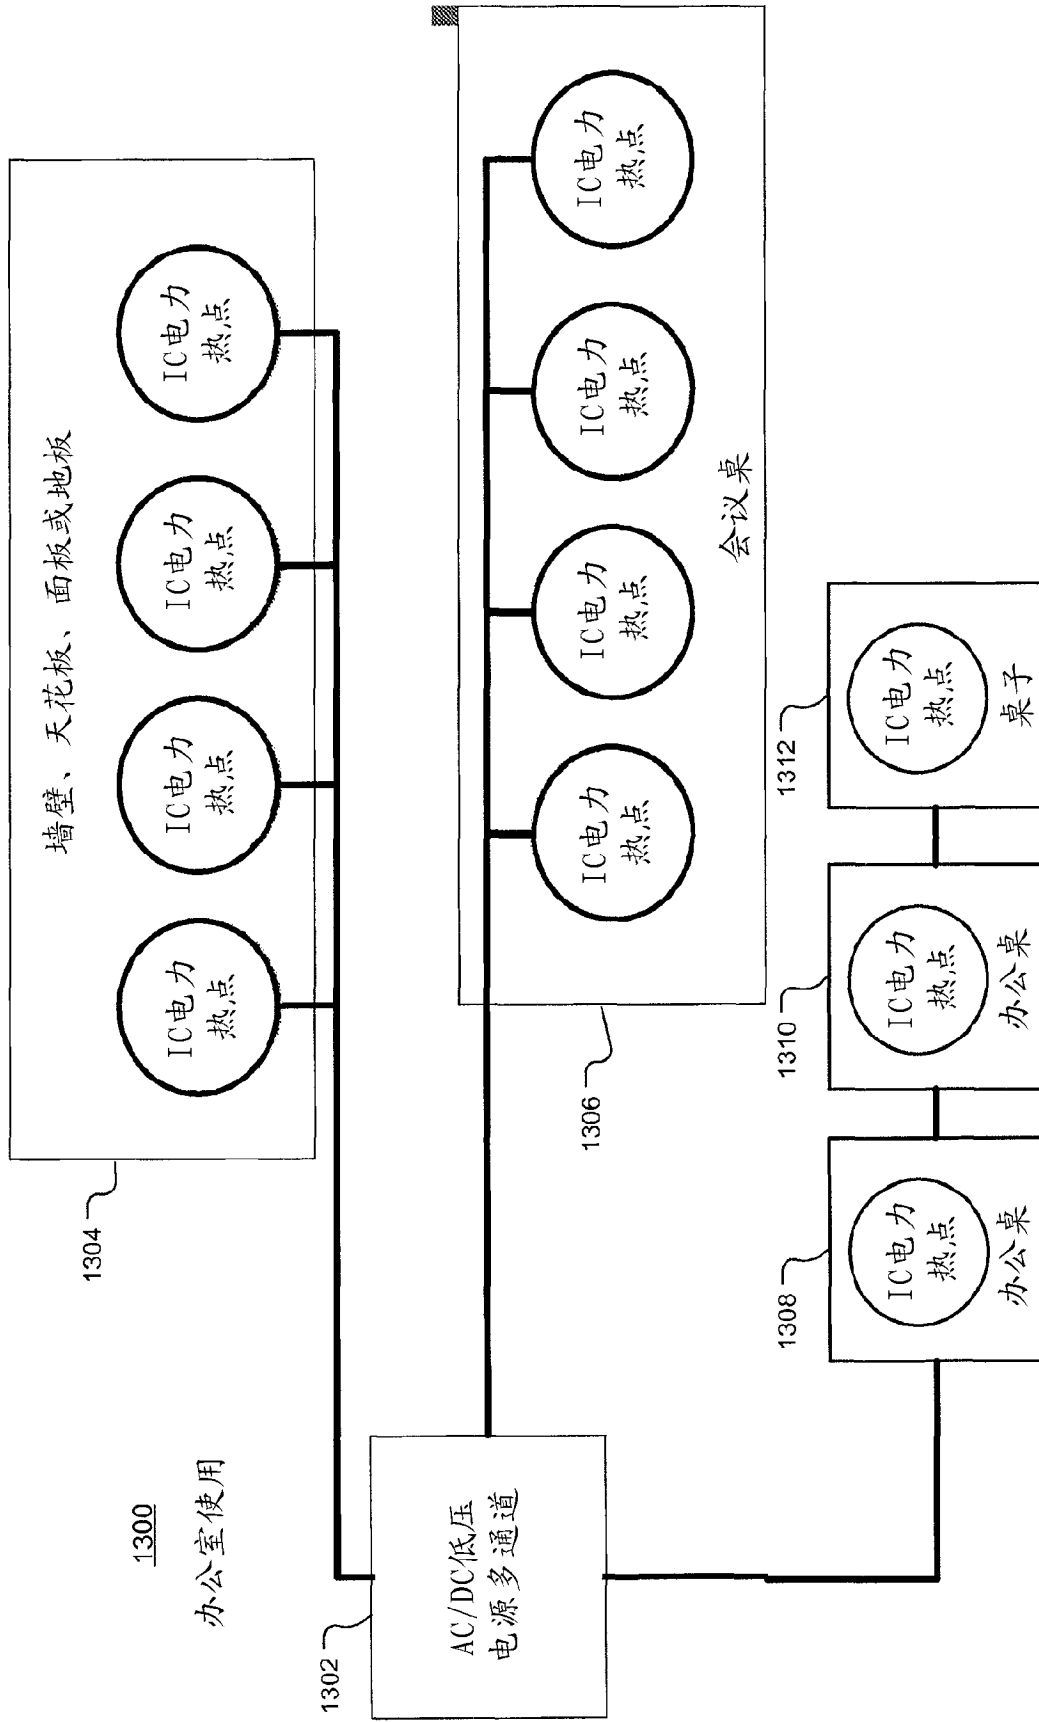 1300
办公室使用
1302
AC/DC低压
电源多通道
1304
墙壁、天花板、面板或地板
IC电力
热点
IC电力
热点
IC电力
热点
IC电力
热点
1306
IC电力
热点
IC电力
热点
IC电力
热点
IC电力
热点
会议桌
1308
IC电力
热点
办公桌
1310
IC电力
热点
办公桌
1312
IC电力
热点
桌子